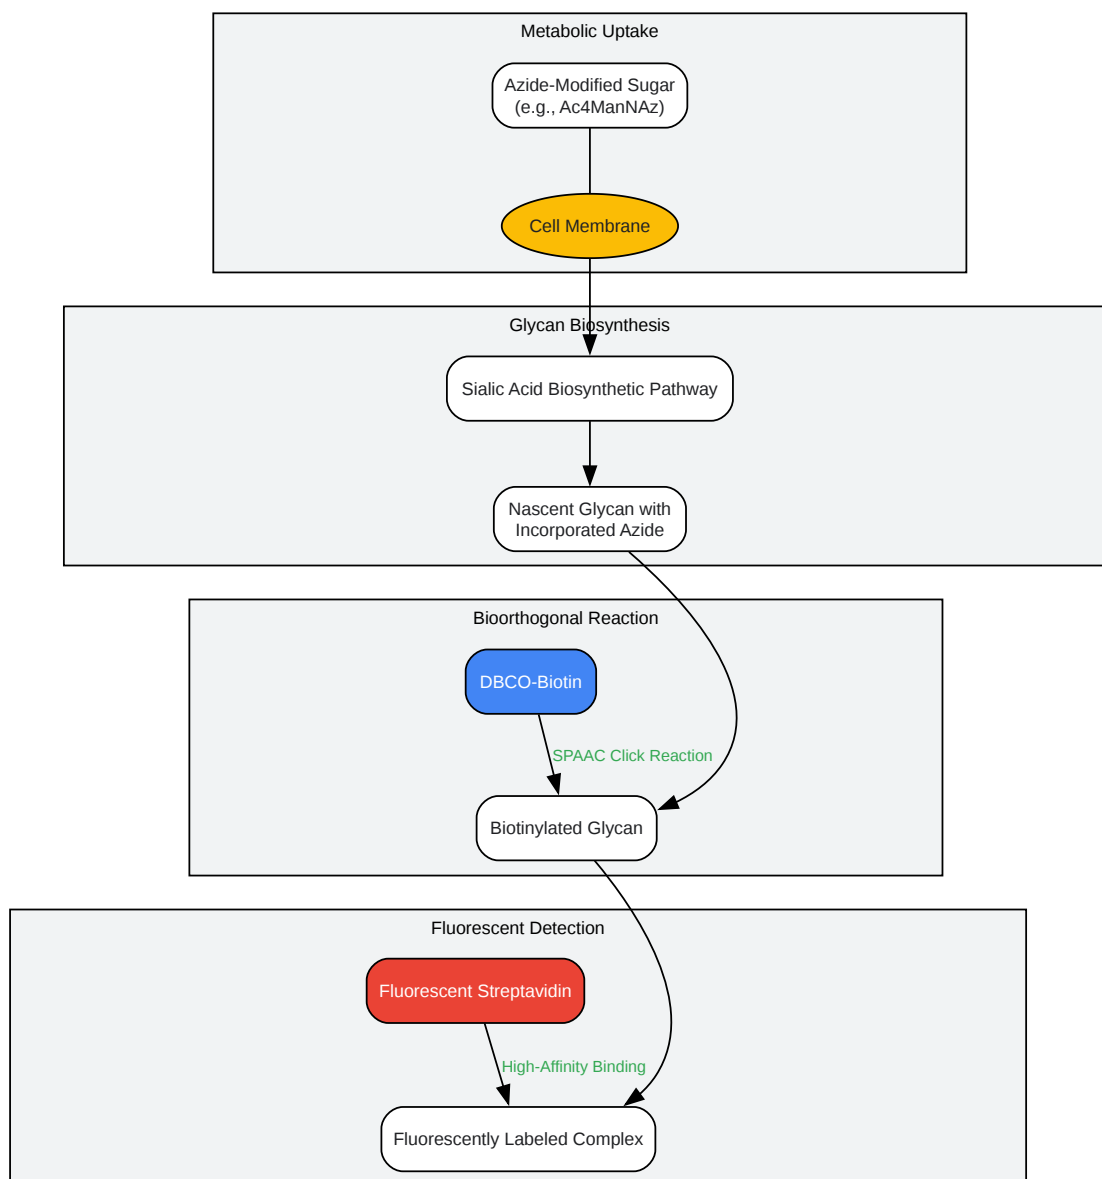 Metabolic Uptake
Azide-Modified Sugar
(e.g., Ac4ManNAz)
Cell Membrane
Glycan Biosynthesis
Sialic Acid Biosynthetic Pathway
Nascent Glycan with
Incorporated Azide
Bioorthogonal Reaction
DBCO-Biotin
SPAAC Click Reaction
Biotinylated Glycan
Fluorescent Detection
Fluorescent Streptavidin
High-Affinity Binding
Fluorescently Labeled Complex